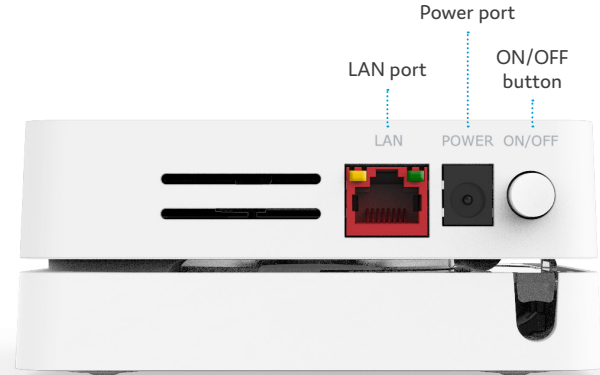 Power port
LAN port
ON/OFF
button
LAN
POWER
ON/OFF